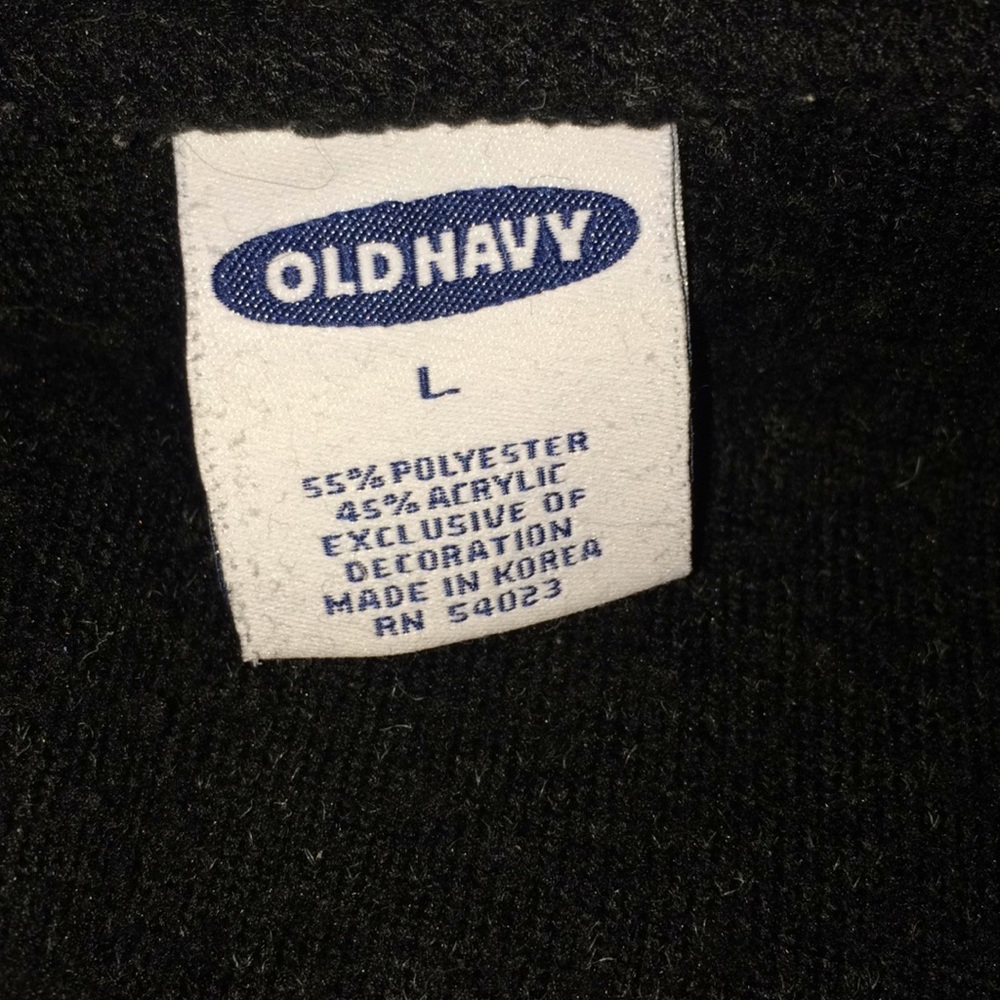 OLD NAVY
L
55% POLYESTER
45% ACRYLIC
EXCLUSIVE OF
DECORATION
MADE IN KOREA
RN 54023